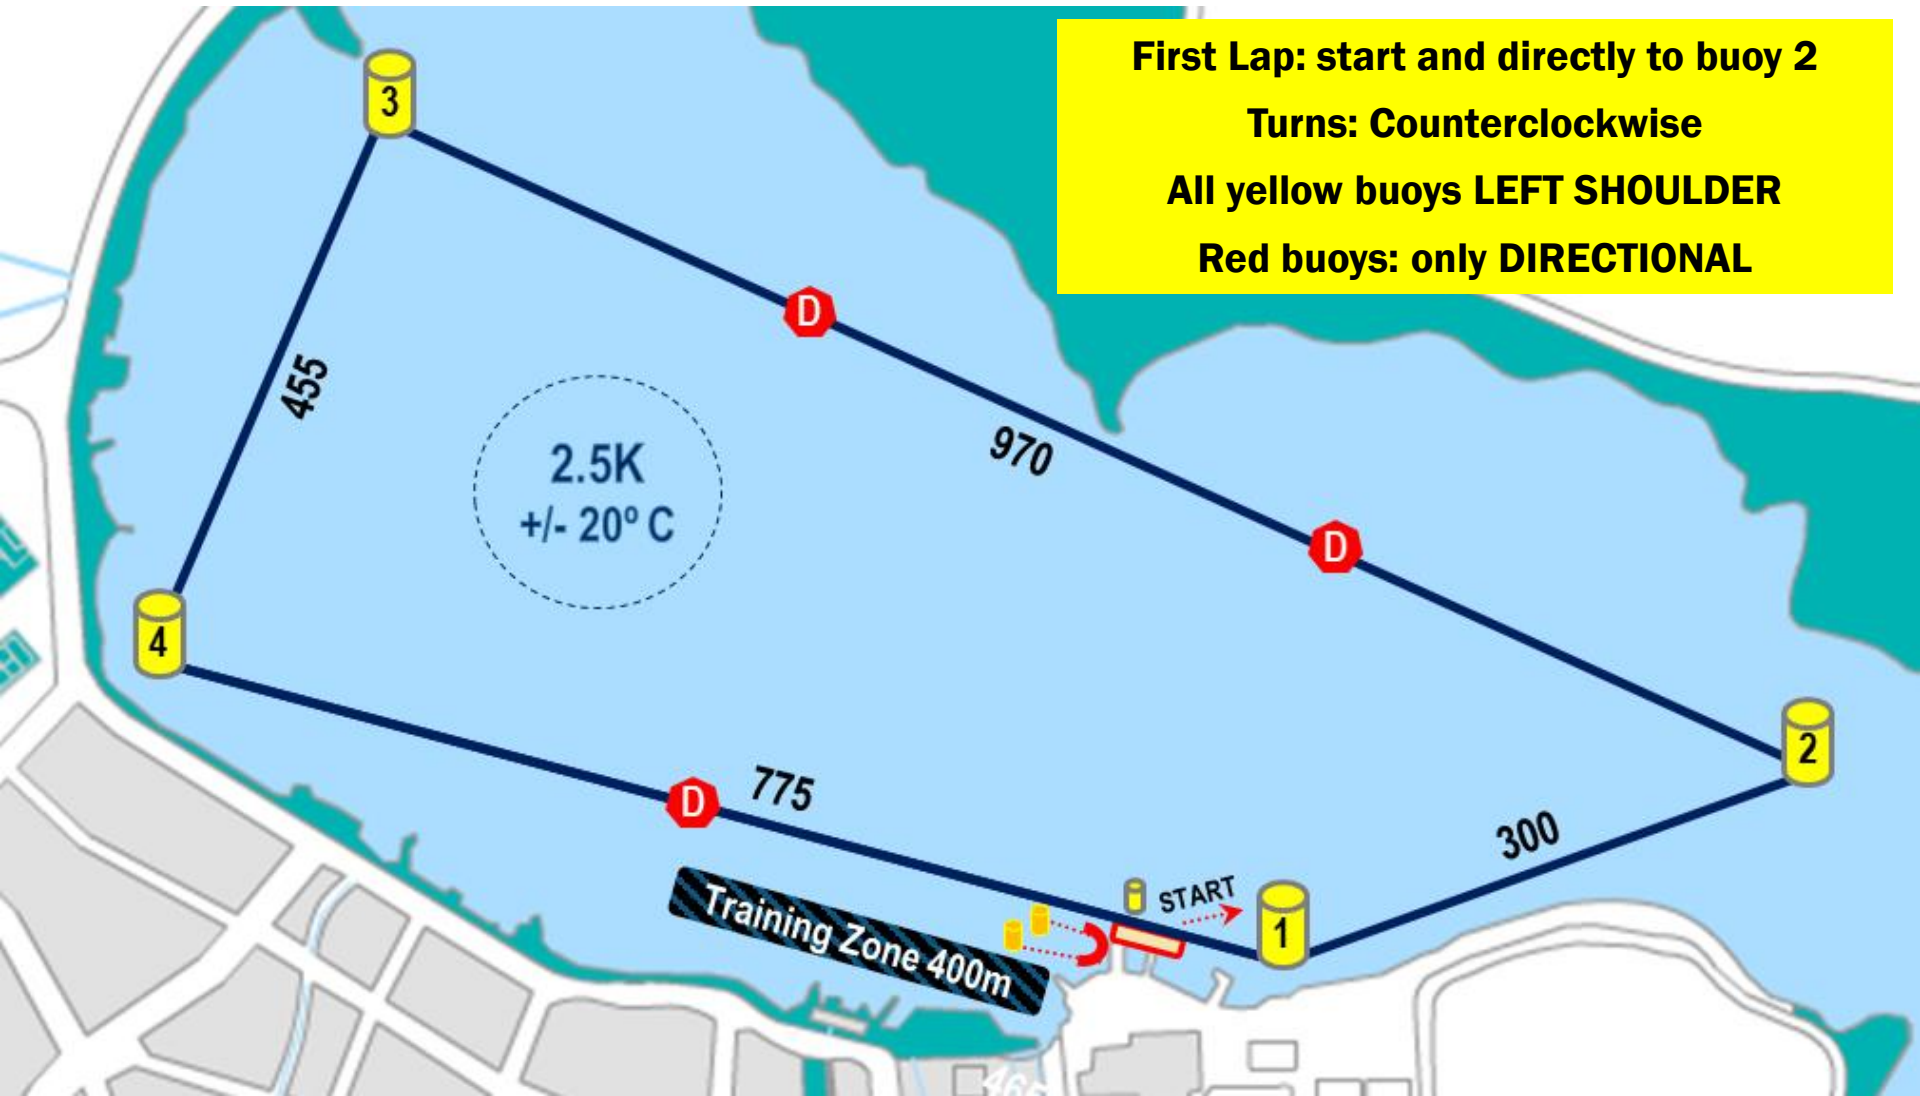 First Lap: start and directly to buoy 2
Turns: Counterclockwise
All yellow buoys LEFT SHOULDER
Red buoys: only DIRECTIONAL
3
D
455
970
2.5K
+/- 20º C
D
4
2
775
D
300
START
1
Training Zone 400m